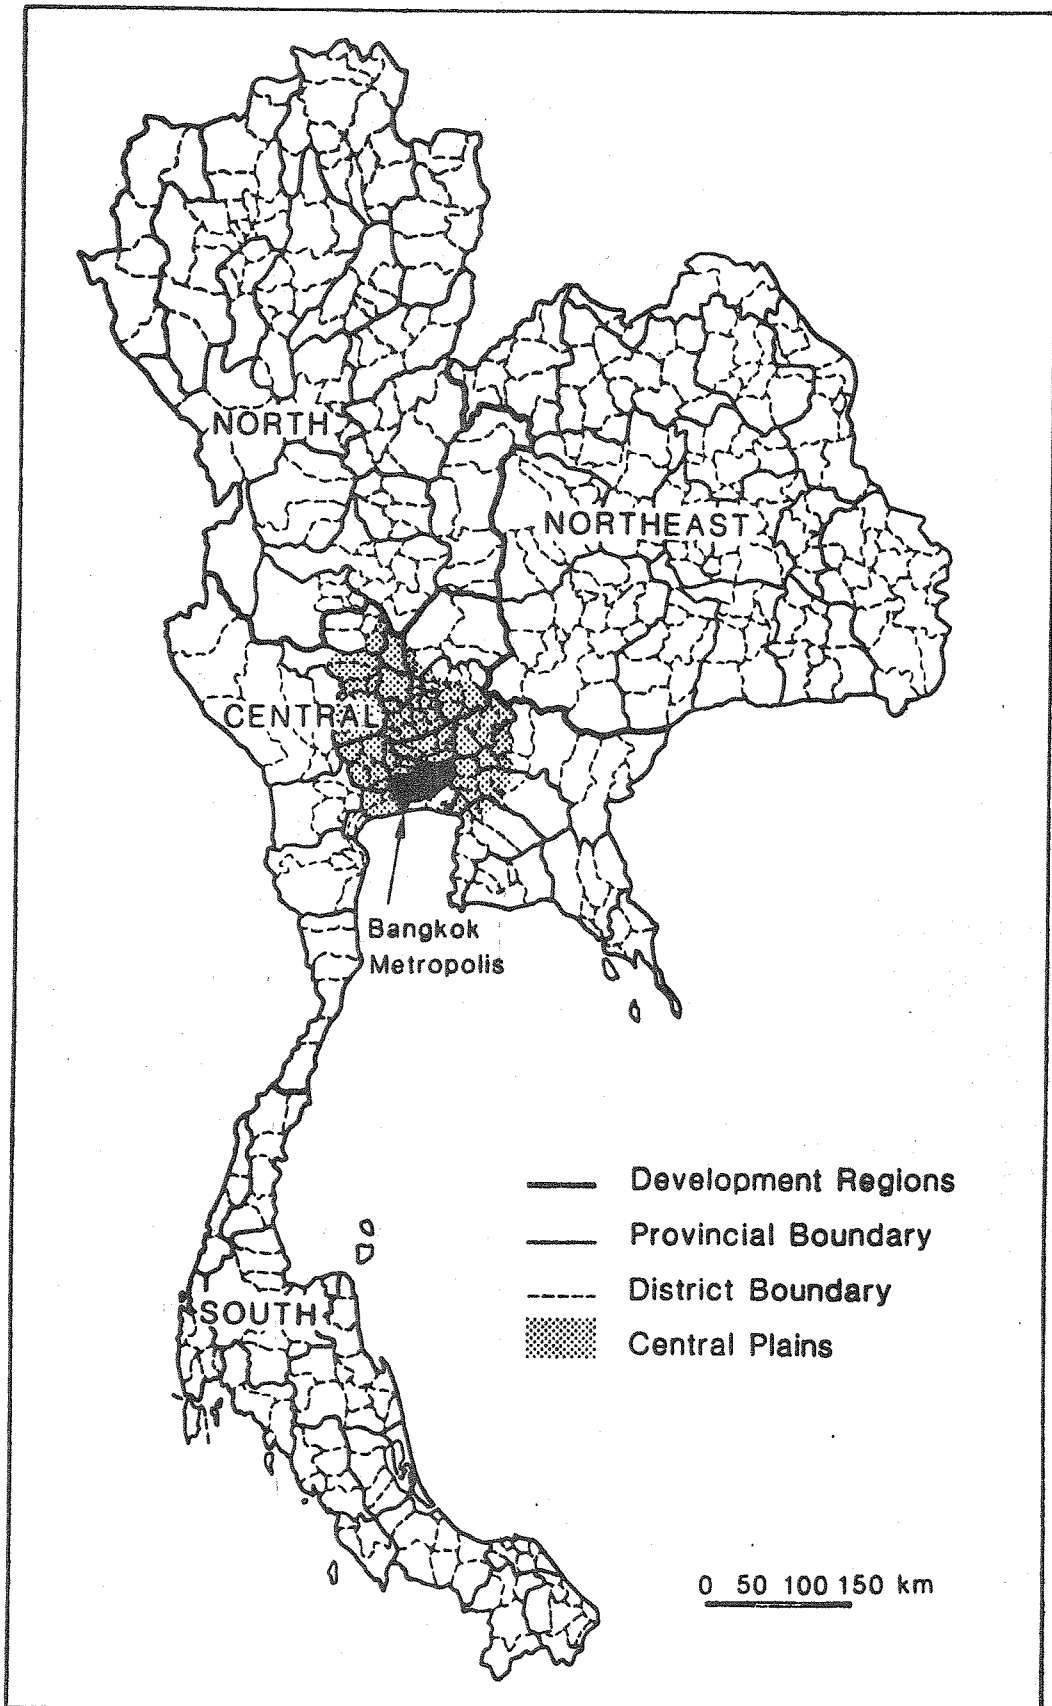 NORTH
NORTHEAST
CENTRAL
Bangkok
Metropolis
Development Regions
Provincial Boundary
District Boundary
SOUTH
Central Plains
0 50 100 150 km